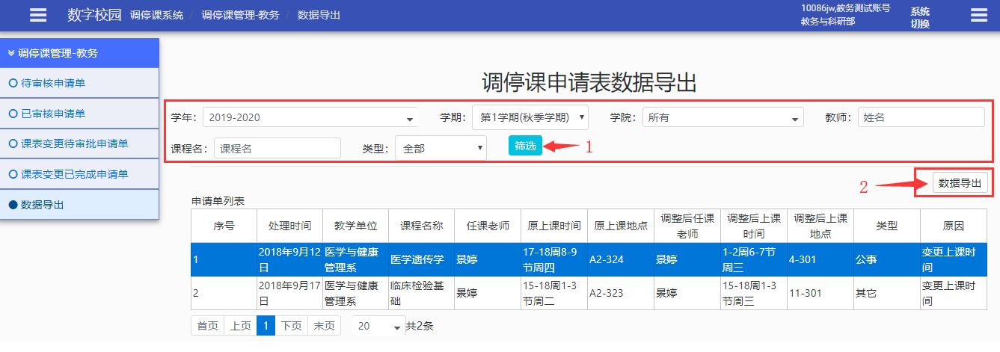 数字校园 调停课系统 / 调停课管理-教务 / 数据导出
10086jw,教务测试账号
教务与科研部
系统
切换
调停课管理-教务
待审核申请单
已审核申请单
课表变更待审批申请单
课表变更已完成申请单
数据导出
调停课申请表数据导出
学年: 2019-2020 学期: 第1学期(秋季学期) 学院: 所有 教师: 姓名
课程名: 课程名 类型: 全部 筛选 1
2 数据导出
申请单列表
序号 处理时间 教学单位 课程名称 任课老师 原上课时间 原上课地点 调整后任课老师 调整后上课时间 调整后上课地点 类型 原因
1 2018年9月12日 医学与健康管理系 医学遗传学 景婷 17-18周8-9节周四 A2-324 景婷 1-2周6-7节周三 4-301 公事 变更上课时间
2 2018年9月17日 医学与健康管理系 临床检验基础 景婷 15-18周1-3节周二 A2-323 景婷 15-18周1-3节周三 11-301 其它 变更上课时间
首页 上页 1 下页 末页 20 共2条